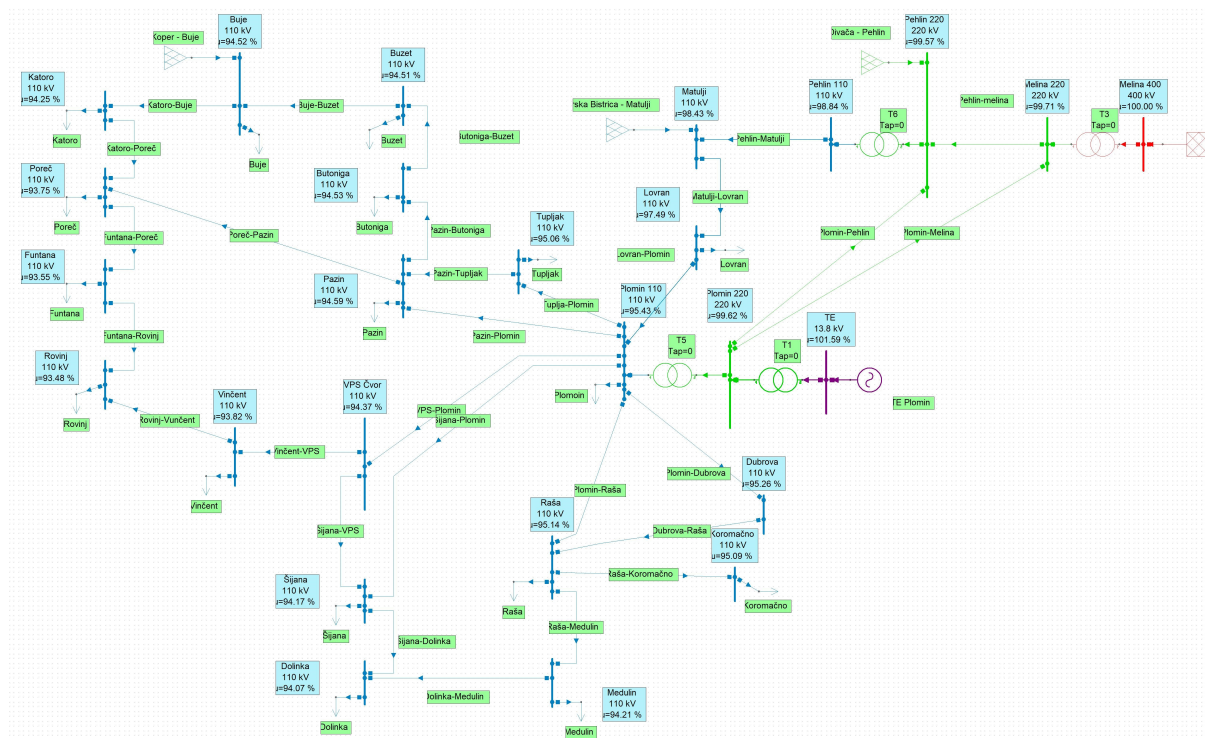 Buje
110 kV
u=94.52 %
Koper - Buje
Buzet
110 kV
u=94.51 %
Katoro
110 kV
u=94.25 %
Katoro-Buje
Buje-Buzet
Katoro
Buje
Buzet
Butoniga-Buzet
Katoro-Poreč
Poreč
110 kV
u=93.75 %
Butoniga
110 kV
u=94.53 %
Poreč
Butoniga
Funtana-Poreč
Poreč-Pazin
Pazin-Butoniga
Tupljak
110 kV
u=95.06 %
Funtana
110 kV
u=93.55 %
Pazin
110 kV
u=94.59 %
Pazin-Tupljak
Tupljak
Funtana
Pazin
Tuplja-Plomin
Pazin-Plomin
Funtana-Rovinj
Rovinj
110 kV
u=93.48 %
Rovinj
Rovinj-Vunčent
Vinčent
110 kV
u=93.82 %
VPS Čvor
110 kV
u=94.37 %
VPS-Plomin
Šijana-Plomin
Vinčent-VPS
Vinčent
Šijana-VPS
Šijana
110 kV
u=94.17 %
Šijana
Šijana-Dolinka
Dolinka
110 kV
u=94.07 %
Dolinka-Medulin
Dolinka
Divača - Pehlin
Pehlin 220
220 kV
u=99.57 %
Matulji
110 kV
u=98.43 %
rska Bistrica - Matulji
Pehlin 110
110 kV
u=98.84 %
T6
Tap=0
Pehlin-melina
Melina 220
220 kV
u=99.71 %
T3
Tap=0
Melina 400
400 kV
u=100.00 %
Pehlin-Matulji
Lovran
110 kV
u=97.49 %
Matulji-Lovran
Lovran-Plomin
Lovran
Plomin-Pehlin
Plomin-Melina
Plomin 110
110 kV
u=95.43 %
Plomin 220
220 kV
u=99.62 %
TE
13.8 kV
u=101.59 %
T5
Tap=0
T1
Tap=0
Plomoin
TE Plomin
Plomin-Dubrova
Dubrova
110 kV
u=95.26 %
Plomin-Raša
Raša
110 kV
u=95.14 %
Dubrova-Raša
Koromačno
110 kV
u=95.09 %
Raša-Koromačno
Raša
Koromačno
Raša-Medulin
Medulin
110 kV
u=94.21 %
Medulin